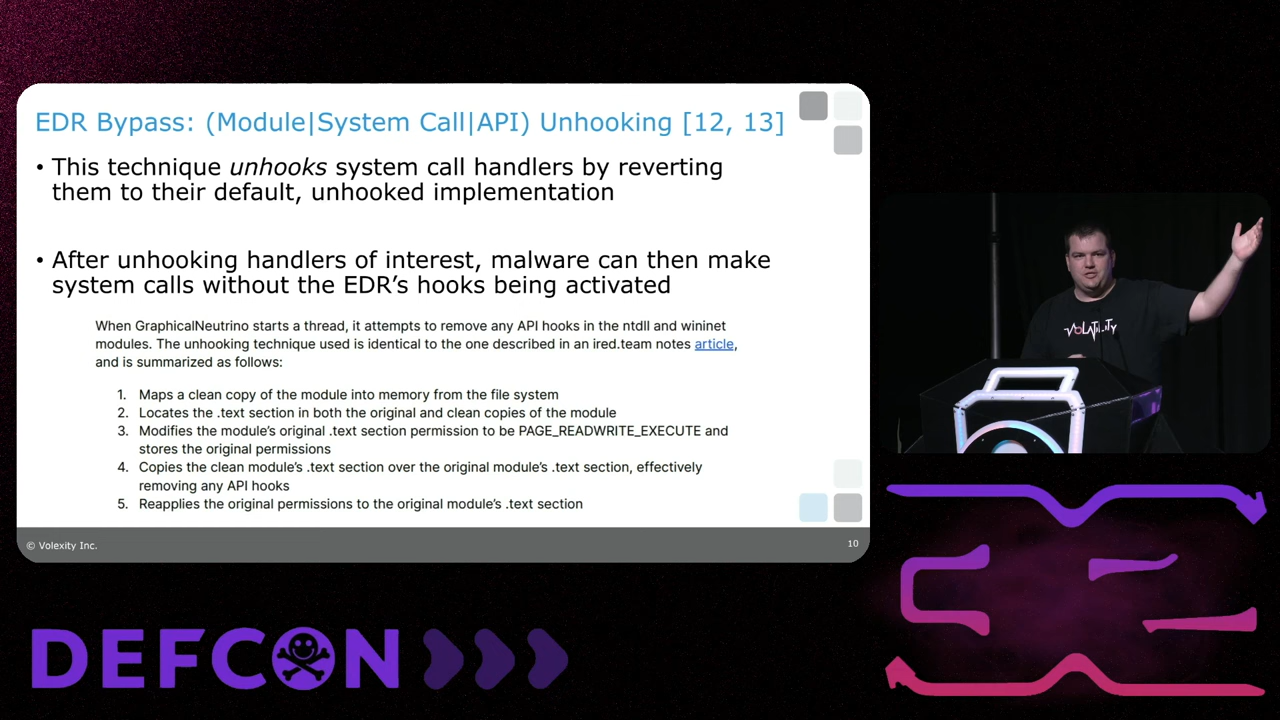 EDR Bypass: (Module|System Call|API) Unhooking [12, 13]
• This technique unhooks system call handlers by reverting
them to their default, unhooked implementation
• After unhooking handlers of interest, malware can then make
system calls without the EDR's hooks being activated
When GraphicalNeutrino starts a thread, it attempts to remove any API hooks in the ntdll and wininet
modules. The unhooking technique used is identical to the one described in an ired.team notes article,
and is summarized as follows:
1. Maps a clean copy of the module into memory from the file system
2. Locates the .text section in both the original and clean copies of the module
3. Modifies the module's original .text section permission to be PAGE_READWRITE_EXECUTE and
stores the original permissions
4. Copies the clean module's .text section over the original module's .text section, effectively
removing any API hooks
5. Reapplies the original permissions to the original module's .text section
© Volexity Inc.
10
VOLATILITY
DEFCON